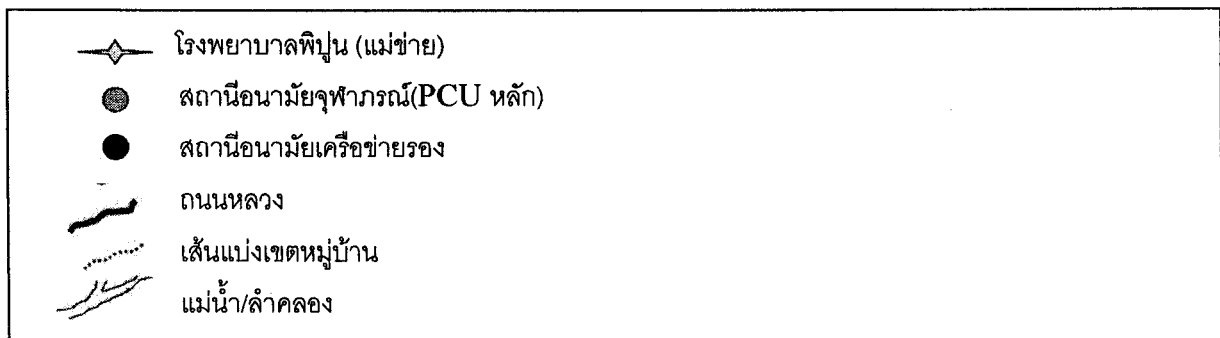 โรงพยาบาลพิปูน (แม่ข่าย)
สถานีอนามัยจุฬาภรณ์(PCU หลัก)
สถานีอนามัยเครือข่ายรอง
ถนนหลวง
เส้นแบ่งเขตหมู่บ้าน
แม่น้ำ/ลำคลอง